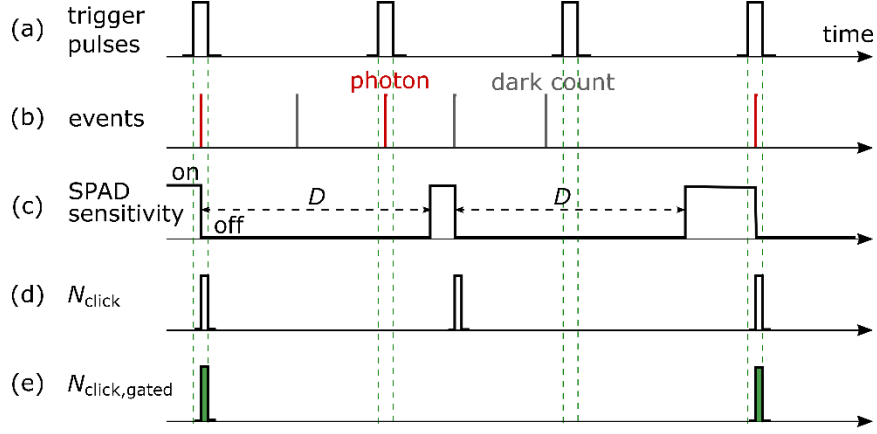 (a) trigger
pulses
time
photon dark count
(b) events
on
(c) SPAD
sensitivity
D D
off
(d) Nclick
(e) Nclick,gated